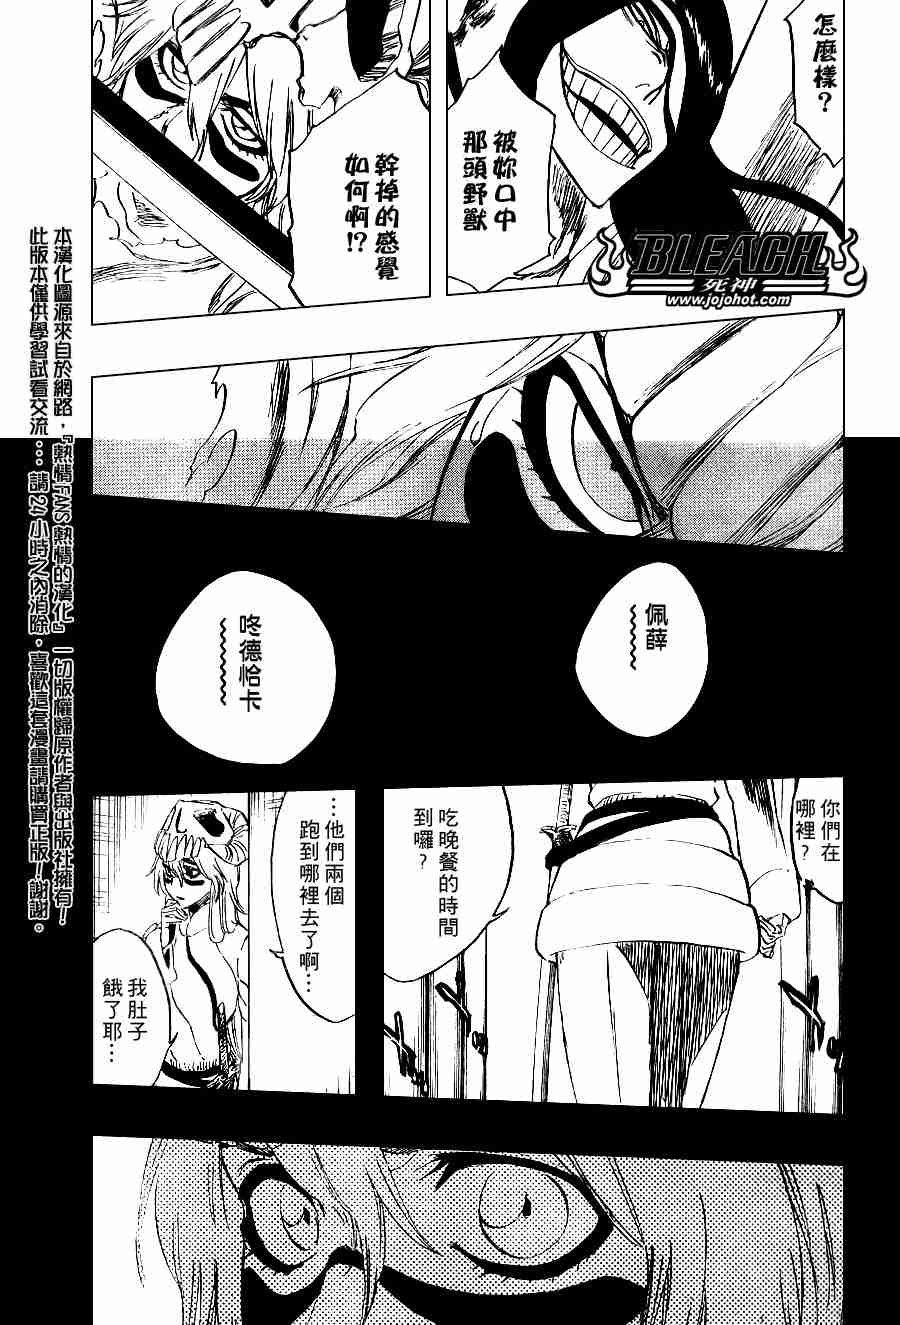 怎麼樣？
被妳口中
那頭野獸
幹掉的感覺
如何啊!?
BLEACH
死神
www.jojohot.com
佩薛
咚德恰卡
你們在
哪裡？
吃晚餐的時間
到囉？
…他們兩個
跑到哪裡去了啊…
我肚子
餓了耶…
本漢化圖源來自於網路，『熱情FANS熱情的漢化』一切版權歸原作者與出版社擁有！
此版本僅供學習試看交流…請24小時之內消除，喜歡這套漫畫請購買正版！謝謝。